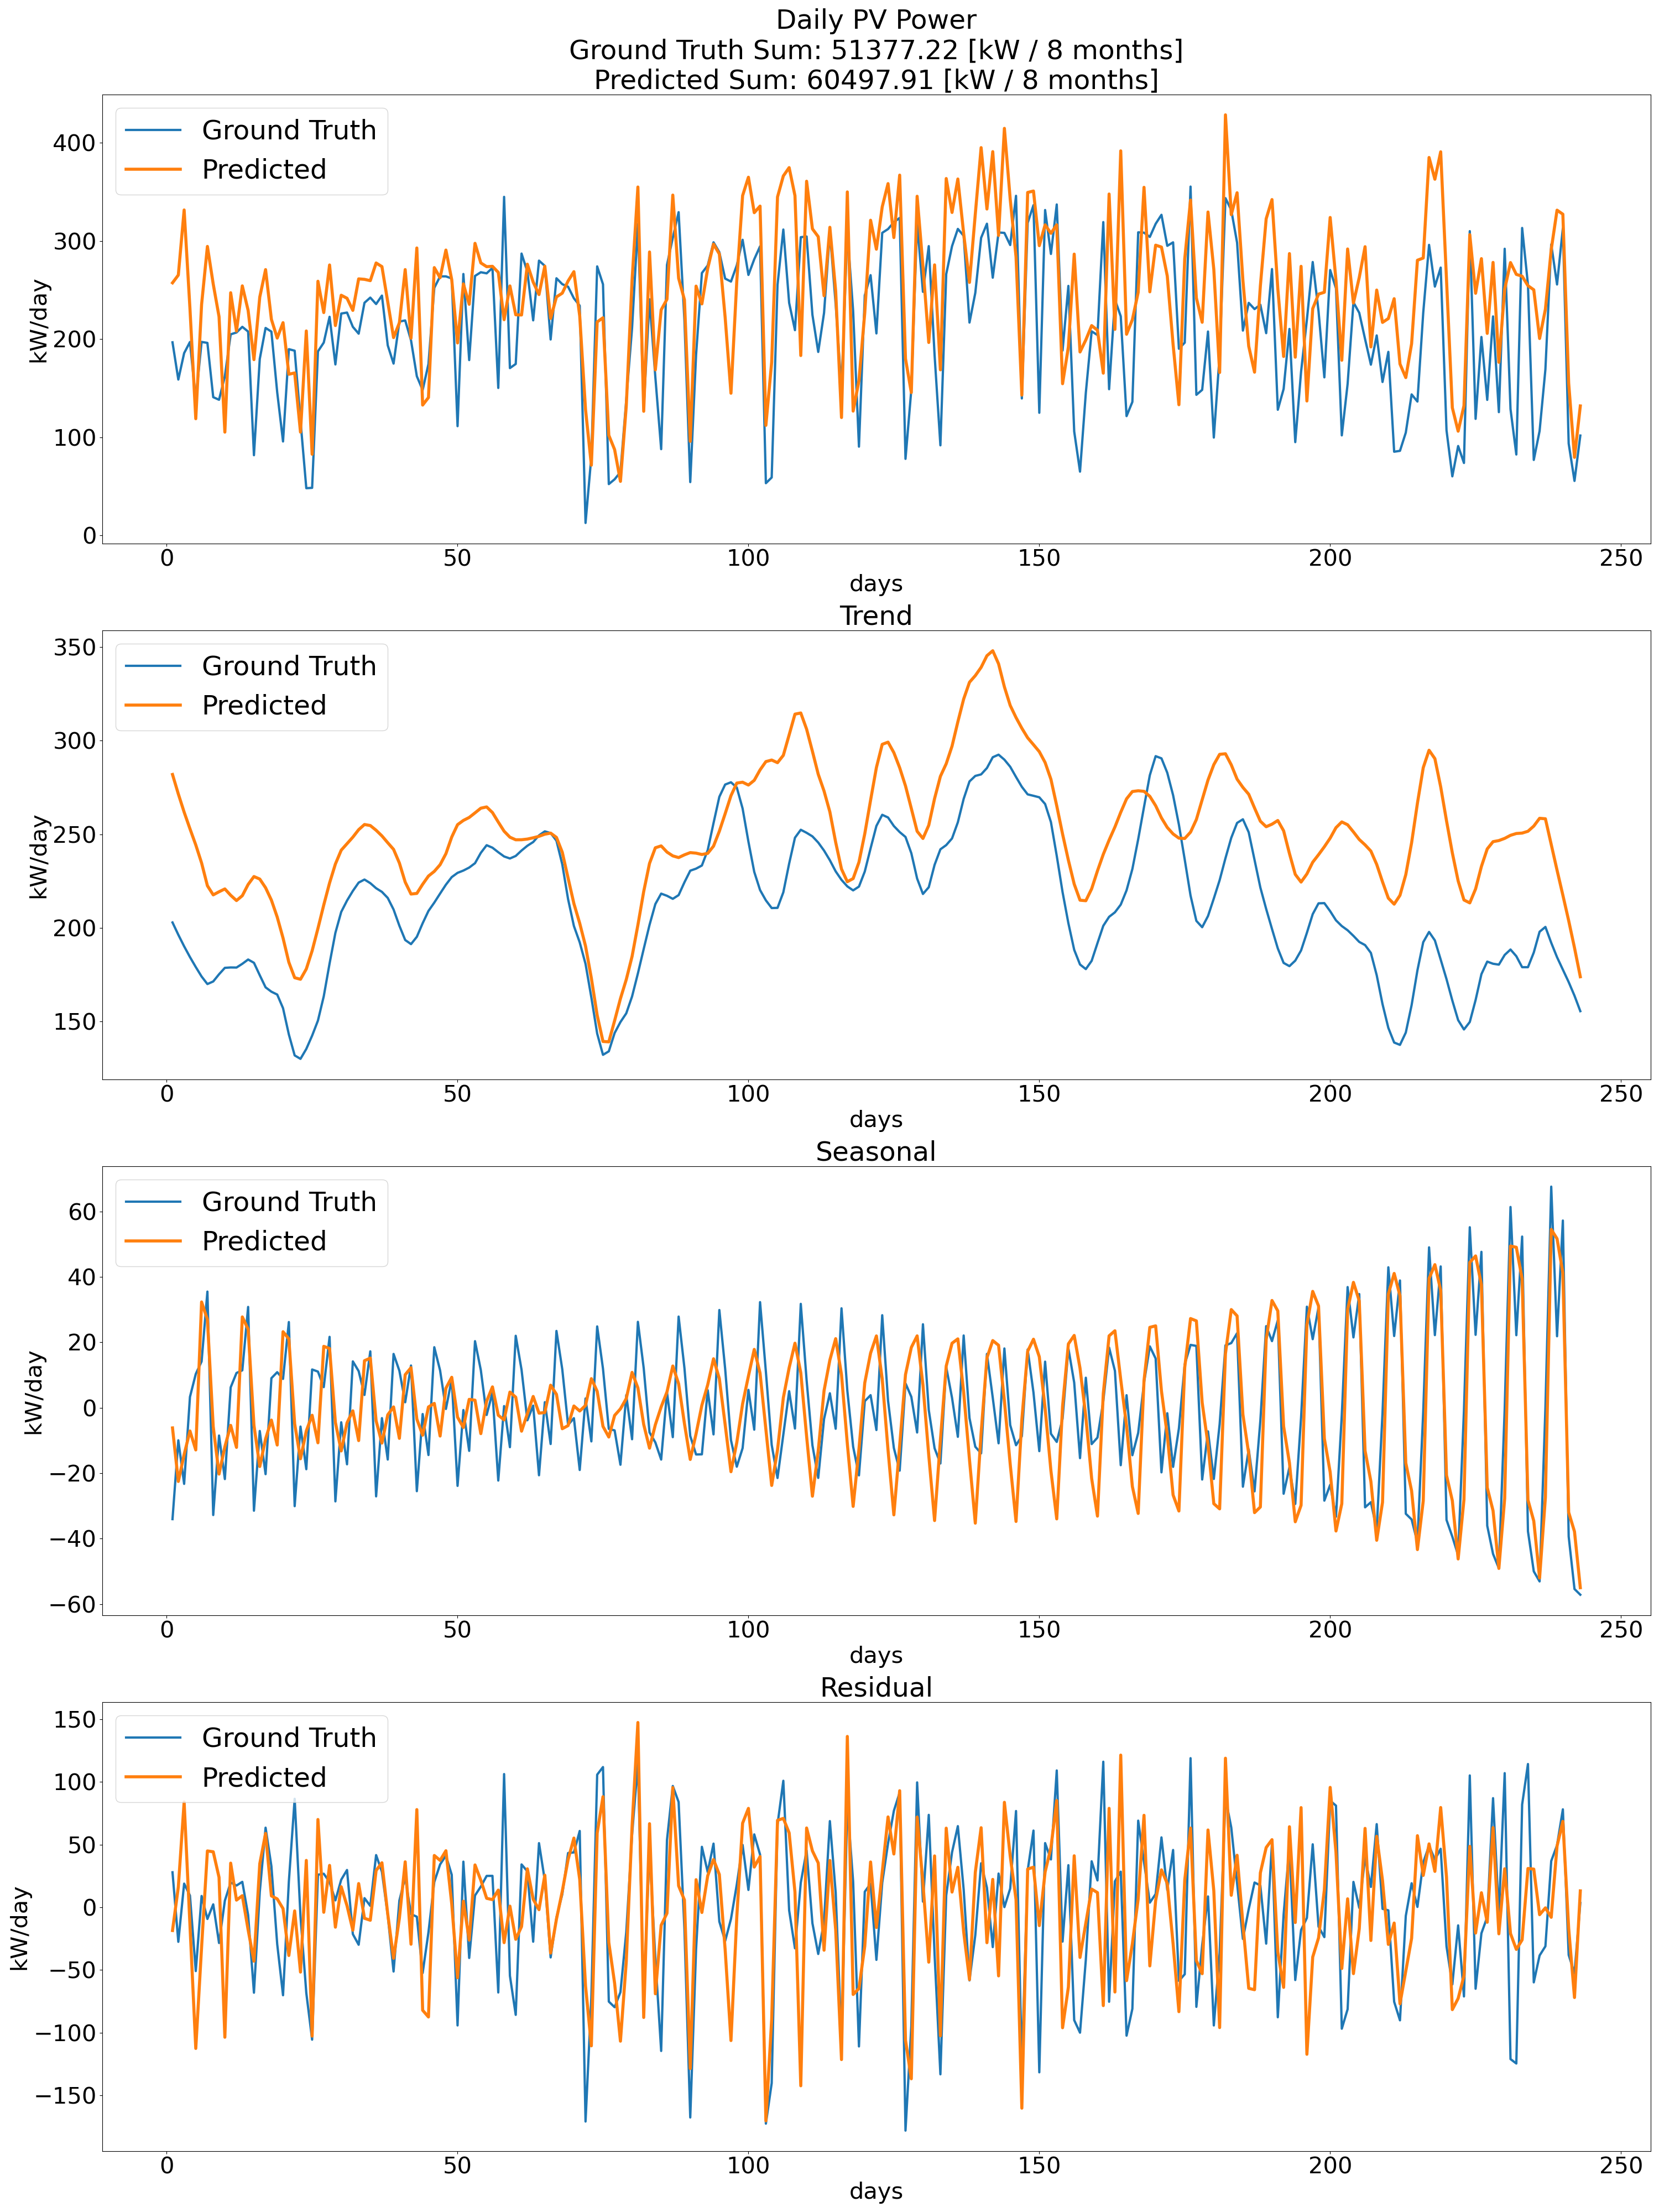 Daily PV Power
Ground Truth Sum: 51377.22 [kW / 8 months]
Predicted Sum: 60497.91 [kW / 8 months]
Ground Truth
Predicted
400
300
200
100
0
kW/day
0 50 100 150 200 250
days
Trend
Ground Truth
Predicted
350
300
250
200
150
kW/day
0 50 100 150 200 250
days
Seasonal
Ground Truth
Predicted
60
40
20
0
−20
−40
−60
kW/day
0 50 100 150 200 250
days
Residual
Ground Truth
Predicted
150
100
50
0
−50
−100
−150
kW/day
0 50 100 150 200 250
days